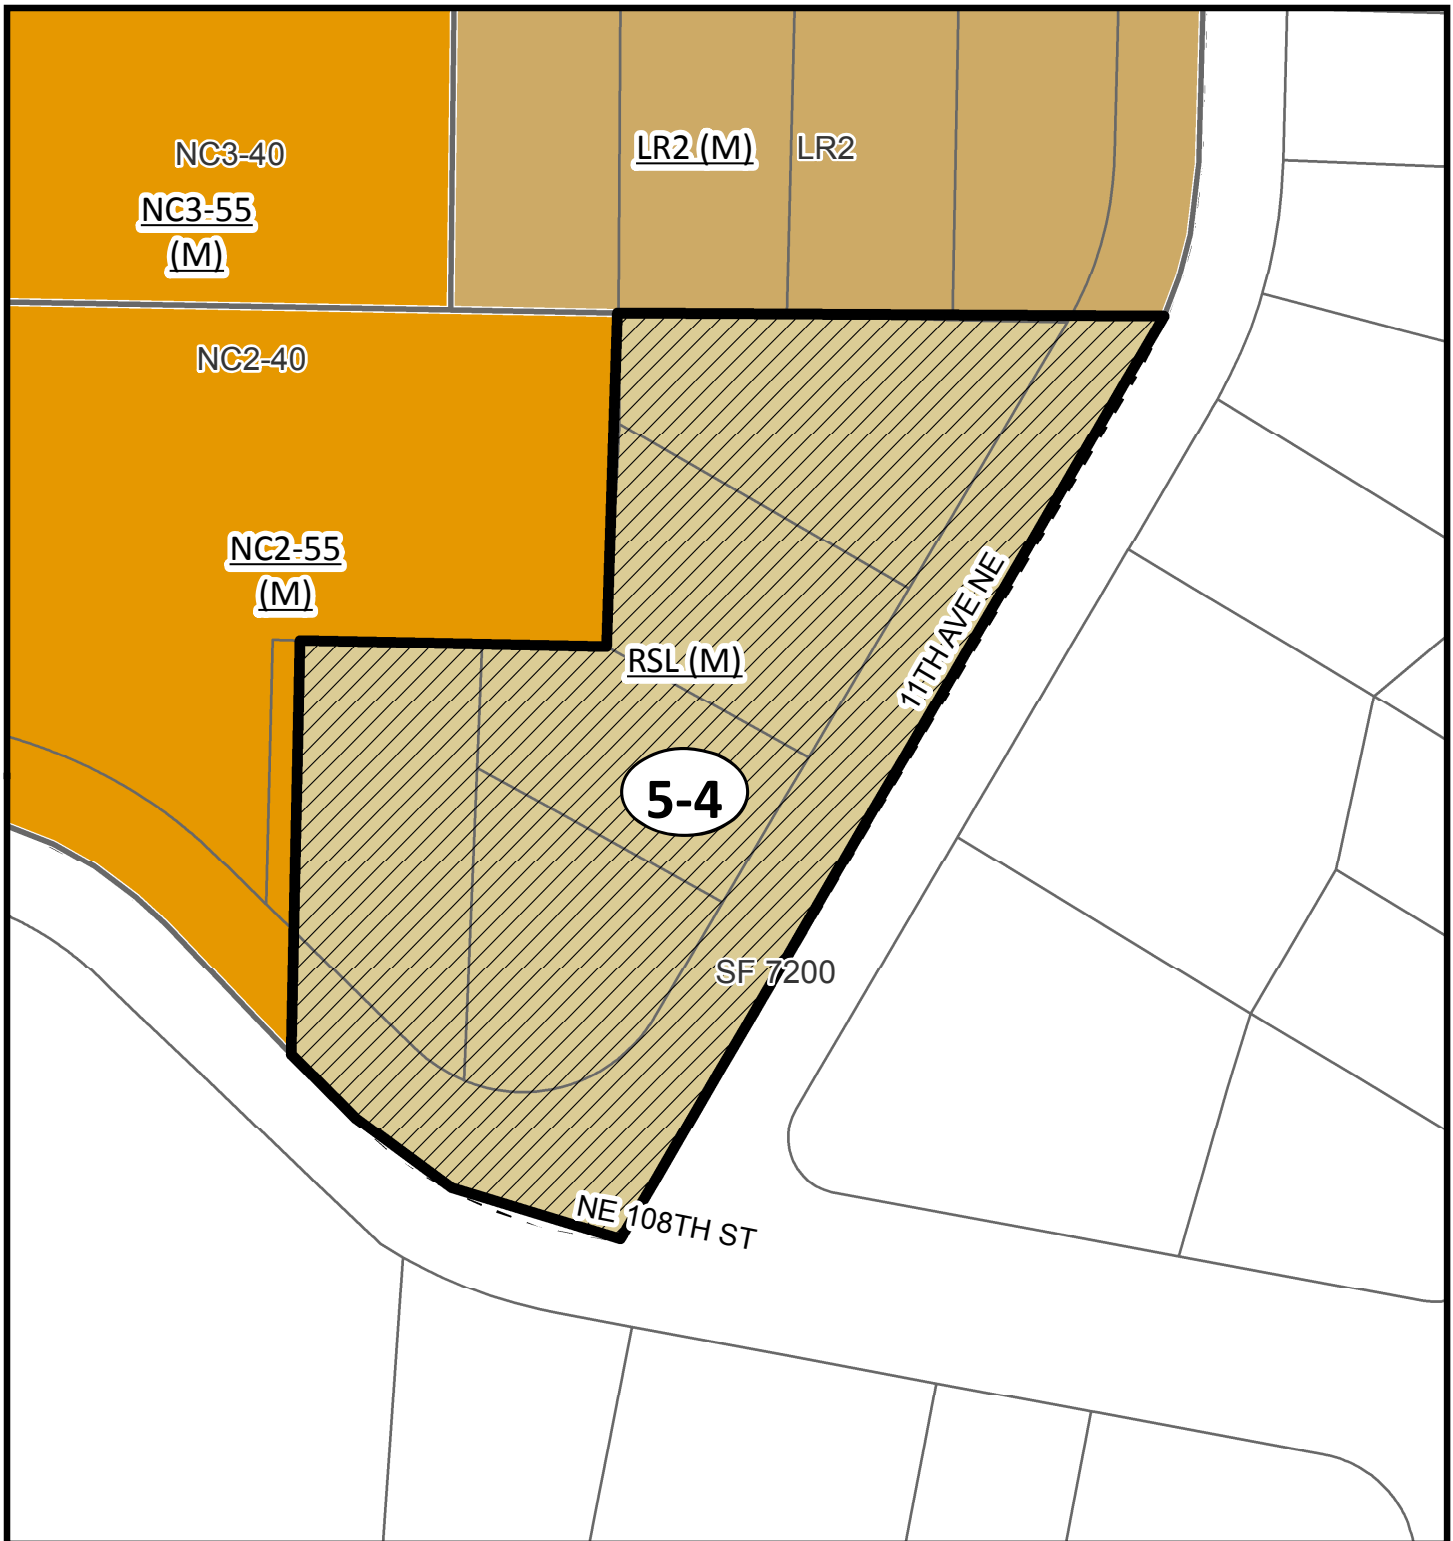 LR2 (M)
LR2
NC3-40
NC3-55
(M)
NC2-40
NC2-55
(M)
RSL (M)
11TH AVE NE
5-4
SF 7200
NE 108TH ST